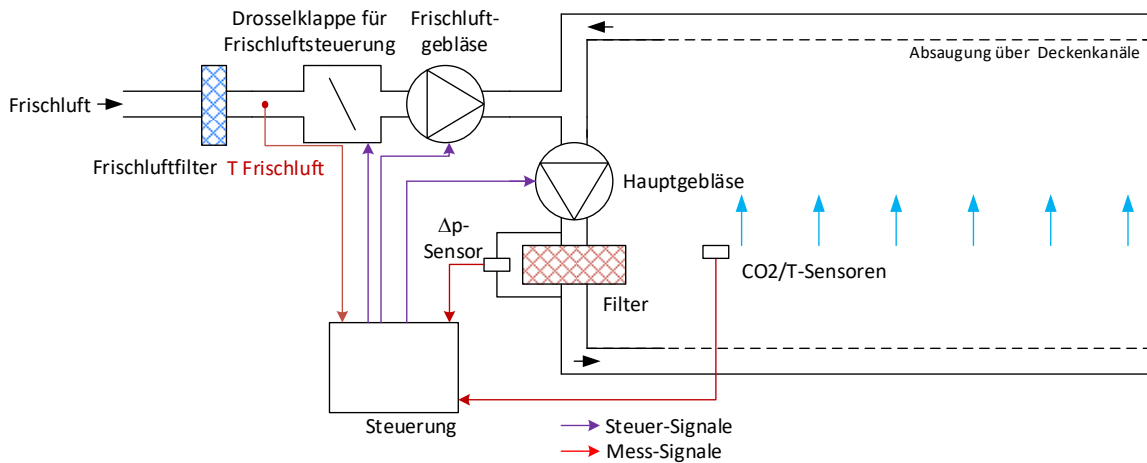 Drosselklappe für
Frischluftsteuerung
Frischluft-
gebläse
Absaugung über Deckenkanäle
Frischluft
Frischluftfilter
T Frischluft
Hauptgebläse
Δp-
Sensor
CO2/T-Sensoren
Filter
Steuerung
Steuer-Signale
Mess-Signale